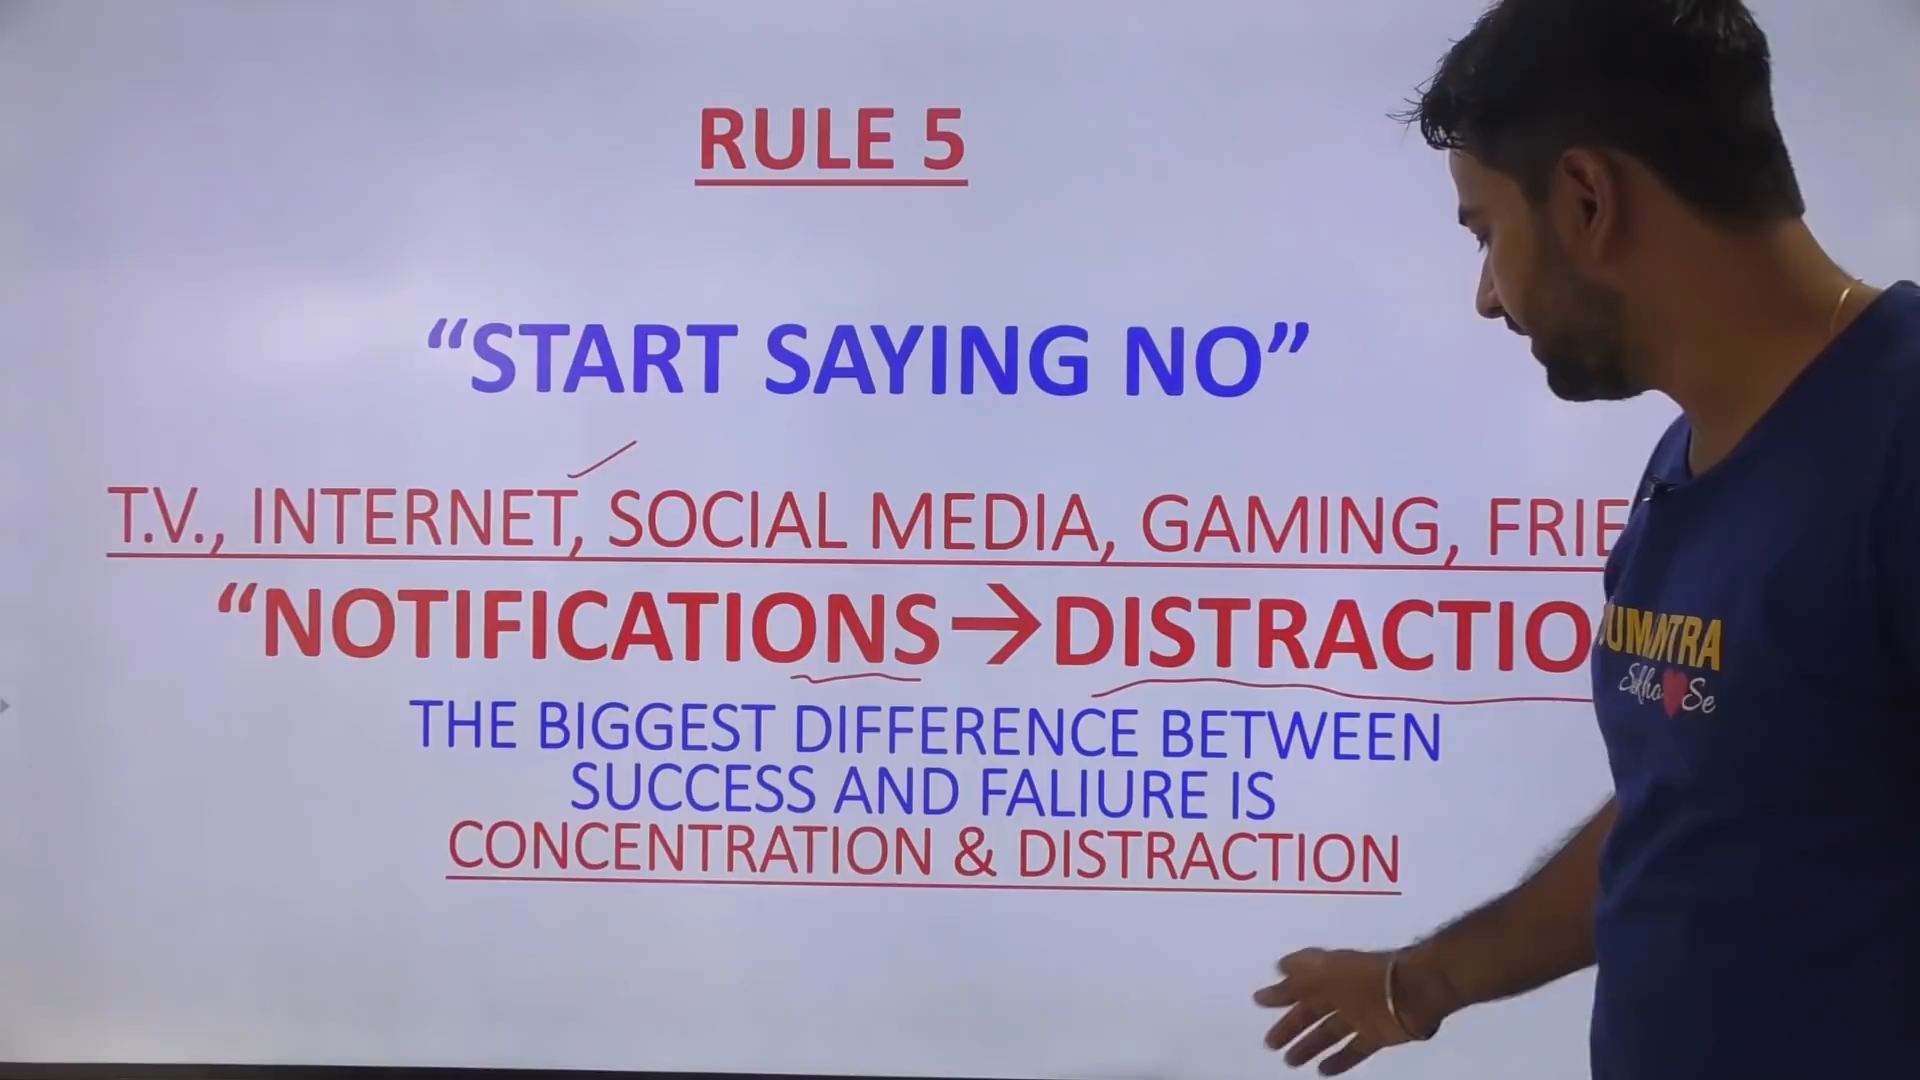 RULE 5
“START SAYING NO”
T.V., INTERNET, SOCIAL MEDIA, GAMING,
“NOTIFICATIONS→
THE BIGGEST DIFFERENCE BETWEEN
SUCCESS AND FALIURE IS
CONCENTRATION & DISTRACTION
Se